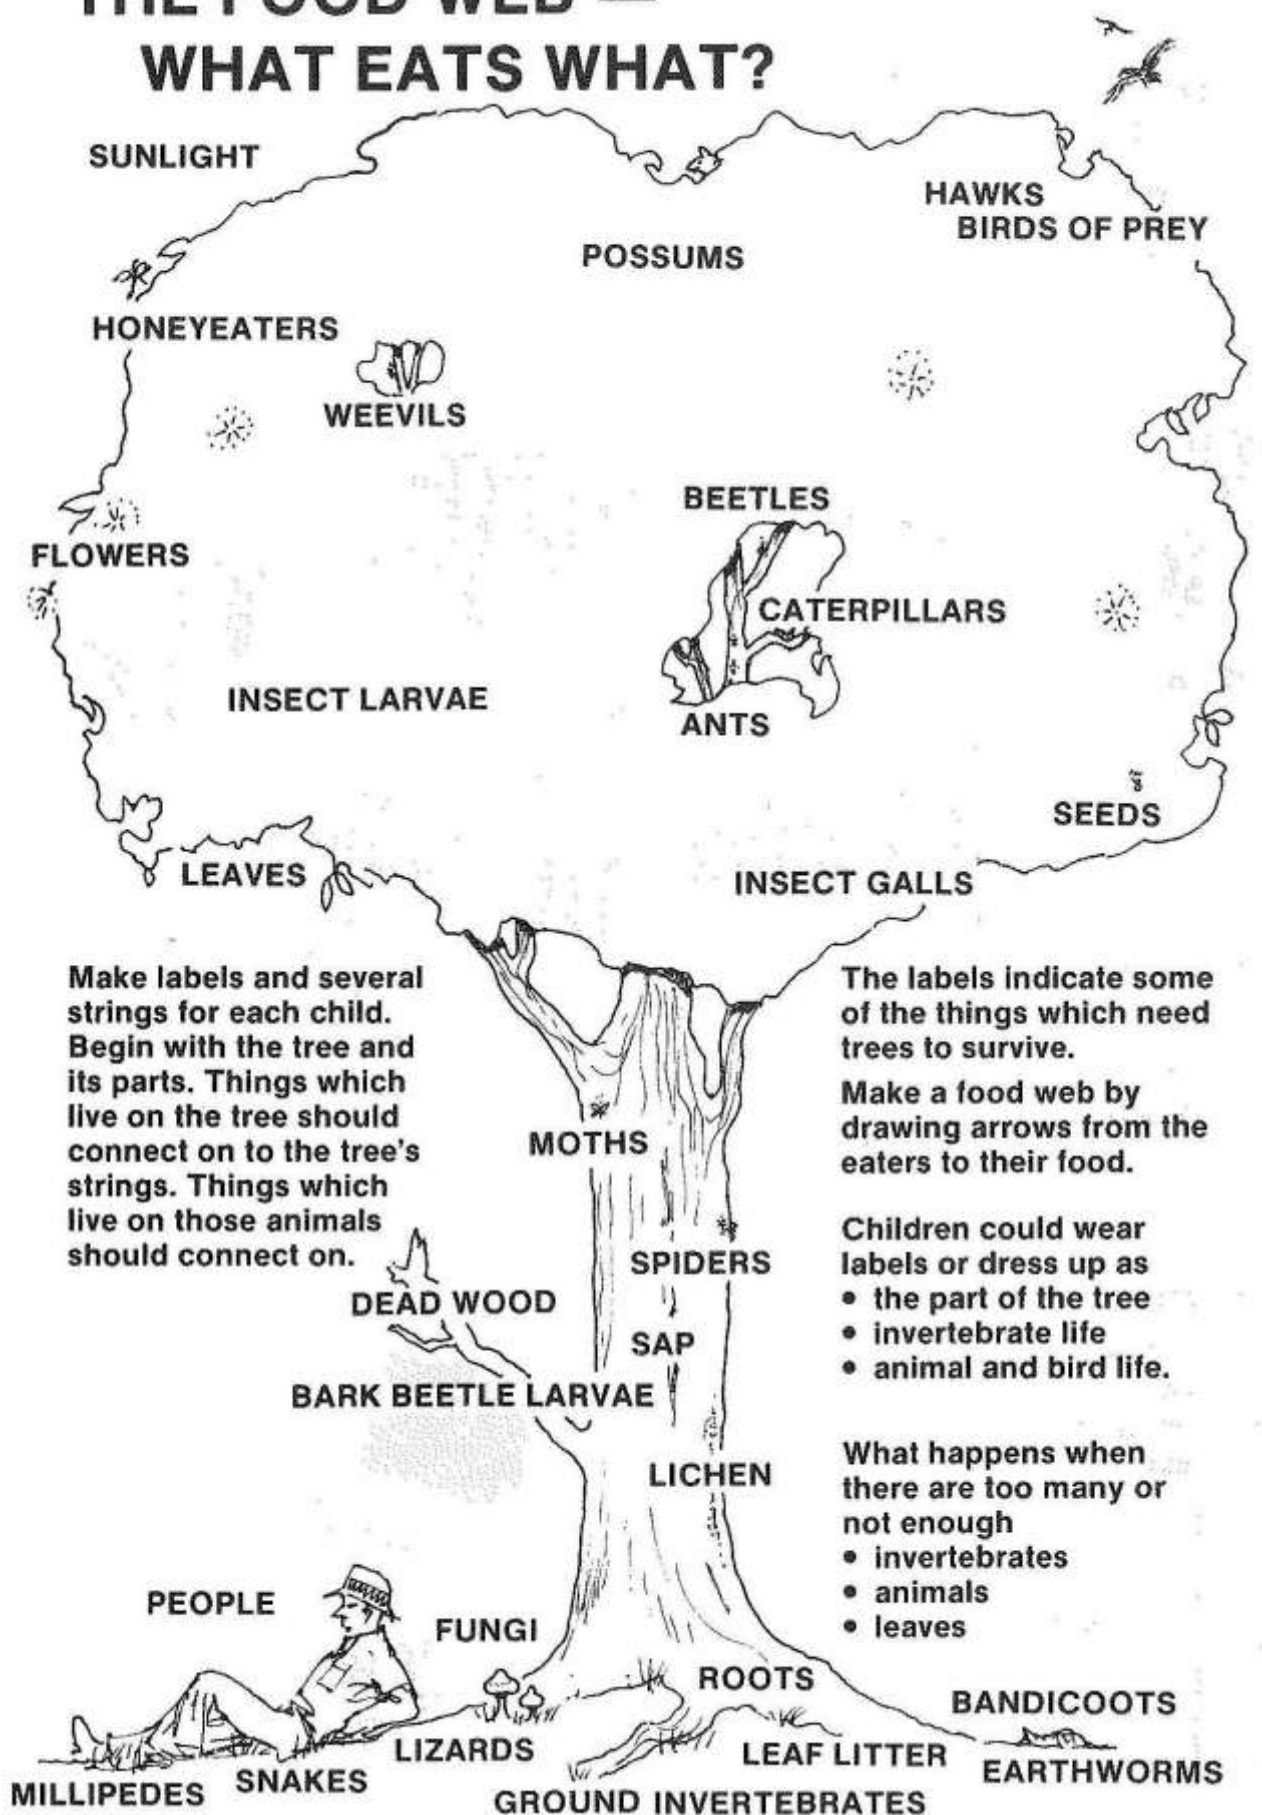 THE FOOD WEB —
WHAT EATS WHAT?
SUNLIGHT
HAWKS
BIRDS OF PREY
POSSUMS
HONEYEATERS
WEEVILS
BEETLES
FLOWERS
CATERPILLARS
INSECT LARVAE
ANTS
SEEDS
LEAVES
INSECT GALLS
Make labels and several
strings for each child.
Begin with the tree and
its parts. Things which
live on the tree should
connect on to the tree's
strings. Things which
live on those animals
should connect on.
The labels indicate some
of the things which need
trees to survive.
Make a food web by
drawing arrows from the
eaters to their food.
Children could wear
labels or dress up as
• the part of the tree
• invertebrate life
• animal and bird life.
What happens when
there are too many or
not enough
• invertebrates
• animals
• leaves
MOTHS
SPIDERS
DEAD WOOD
SAP
BARK BEETLE LARVAE
LICHEN
PEOPLE
FUNGI
ROOTS
BANDICOOTS
LIZARDS
LEAF LITTER
EARTHWORMS
MILLIPEDES
SNAKES
GROUND INVERTEBRATES